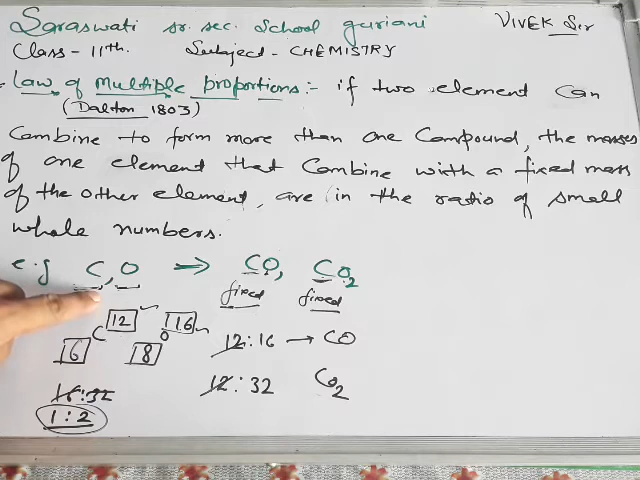 Saraswati sr. sec. School guriani VIVEK Sir
Class - 11th. Subject - CHEMISTRY
Law of Multiple proportions:- if two element Can
(Dalton 1803)
Combine to form more than one Compound, the masses
of one element that Combine with a fixed mass
of the other element, are in the ratio of small
whole numbers.
e.g C, O ⇒ CO, CO2
fixed fixed
C 12 O 16
6 8
12:16 → CO
16:32 12:32 CO2
1:2